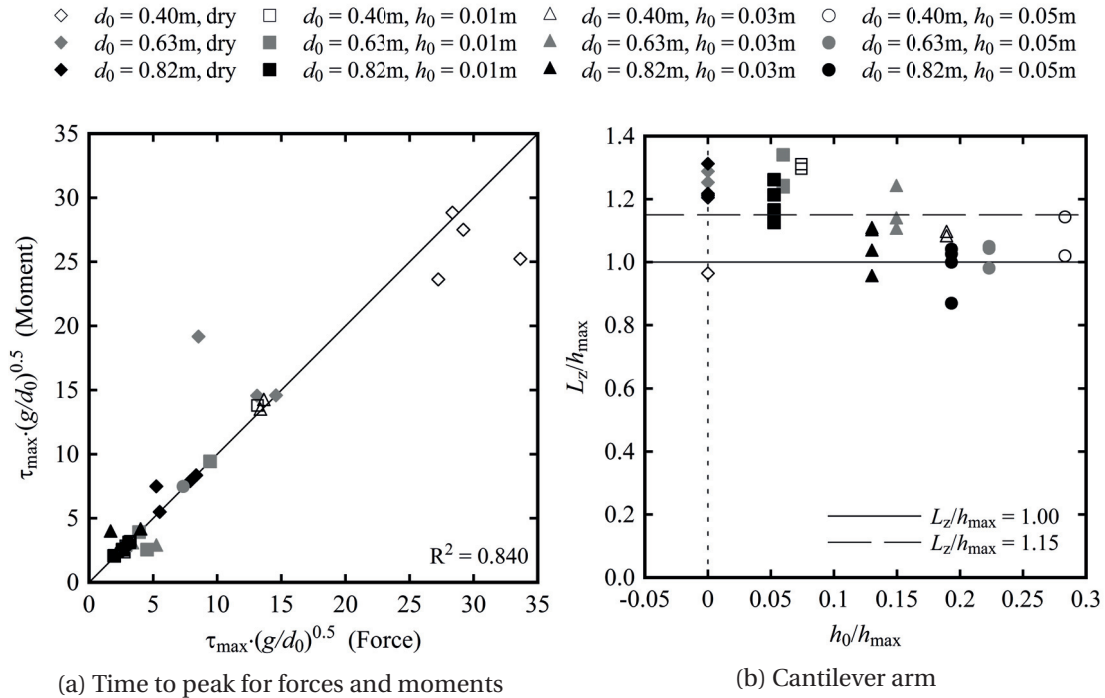 d₀ = 0.40m, dry d₀ = 0.40m, h₀ = 0.01m d₀ = 0.40m, h₀ = 0.03m d₀ = 0.40m, h₀ = 0.05m
d₀ = 0.63m, dry d₀ = 0.63m, h₀ = 0.01m d₀ = 0.63m, h₀ = 0.03m d₀ = 0.63m, h₀ = 0.05m
d₀ = 0.82m, dry d₀ = 0.82m, h₀ = 0.01m d₀ = 0.82m, h₀ = 0.03m d₀ = 0.82m, h₀ = 0.05m
τmax·(g/d₀)^0.5 (Moment)
35
30
25
20
15
10
5
0
R² = 0.840
0 5 10 15 20 25 30 35
τmax·(g/d₀)^0.5 (Force)
(a) Time to peak for forces and moments
Lz/hmax
1.4
1.2
1.0
0.8
0.6
0.4
0.2
0.0
Lz/hmax = 1.00
Lz/hmax = 1.15
-0.05 0 0.05 0.1 0.15 0.2 0.25 0.3
h₀/hmax
(b) Cantilever arm